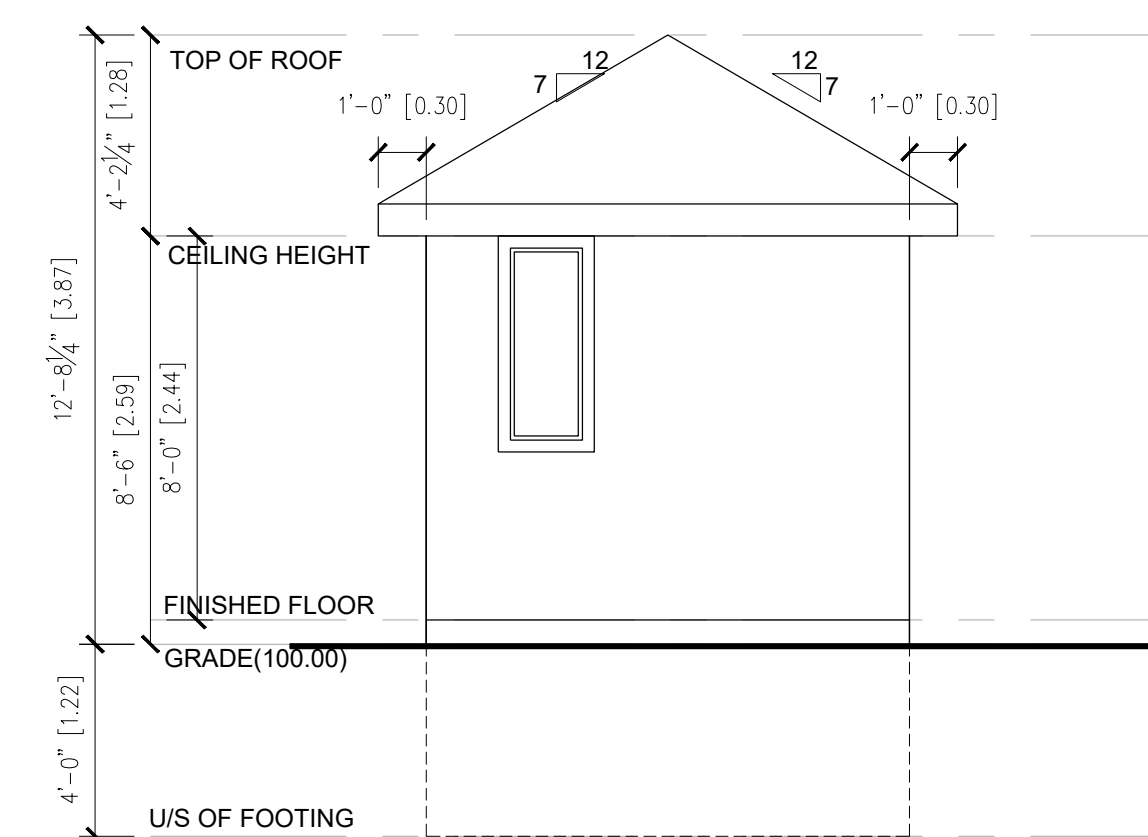 TOP OF ROOF
12
7
12
7
1'-0" [0.30]
1'-0" [0.30]
4'-2¼" [1.28]
CEILING HEIGHT
12'-8¼" [3.87]
8'-6" [2.59]
8'-0" [2.44]
FINISHED FLOOR
GRADE(100.00)
4'-0" [1.22]
U/S OF FOOTING